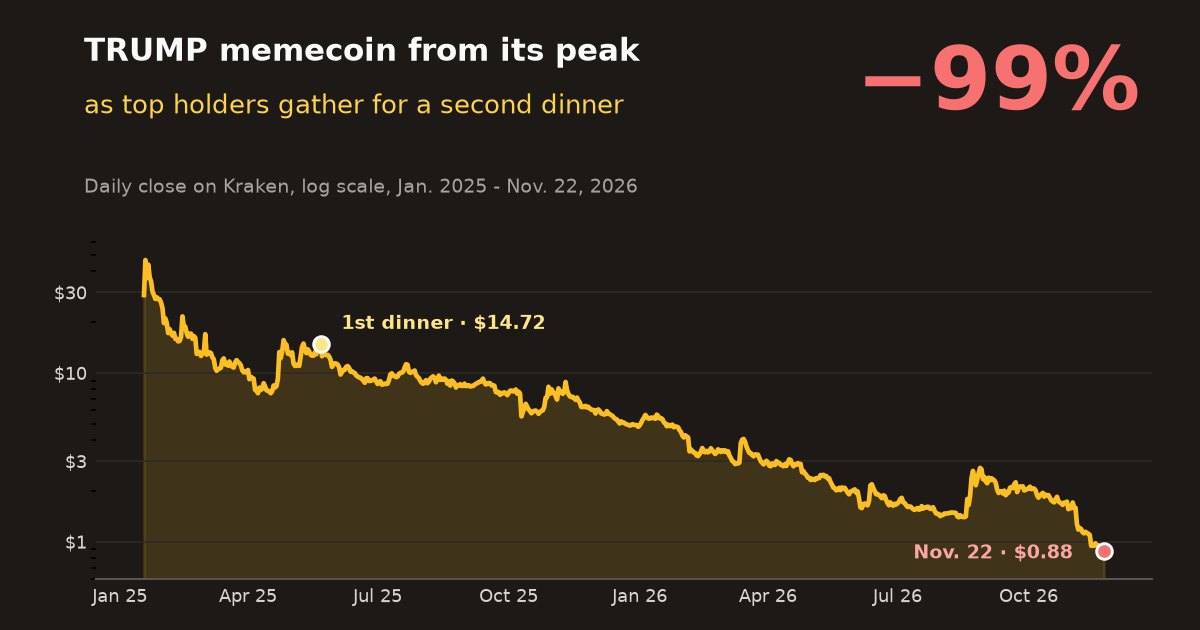 TRUMP memecoin from its peak
−99%
as top holders gather for a second dinner
Daily close on Kraken, log scale, Jan. 2025 - Nov. 22, 2026
$30
1st dinner · $14.72
$10
$3
$1
Nov. 22 · $0.88
Jan 25 Apr 25 Jul 25 Oct 25 Jan 26 Apr 26 Jul 26 Oct 26